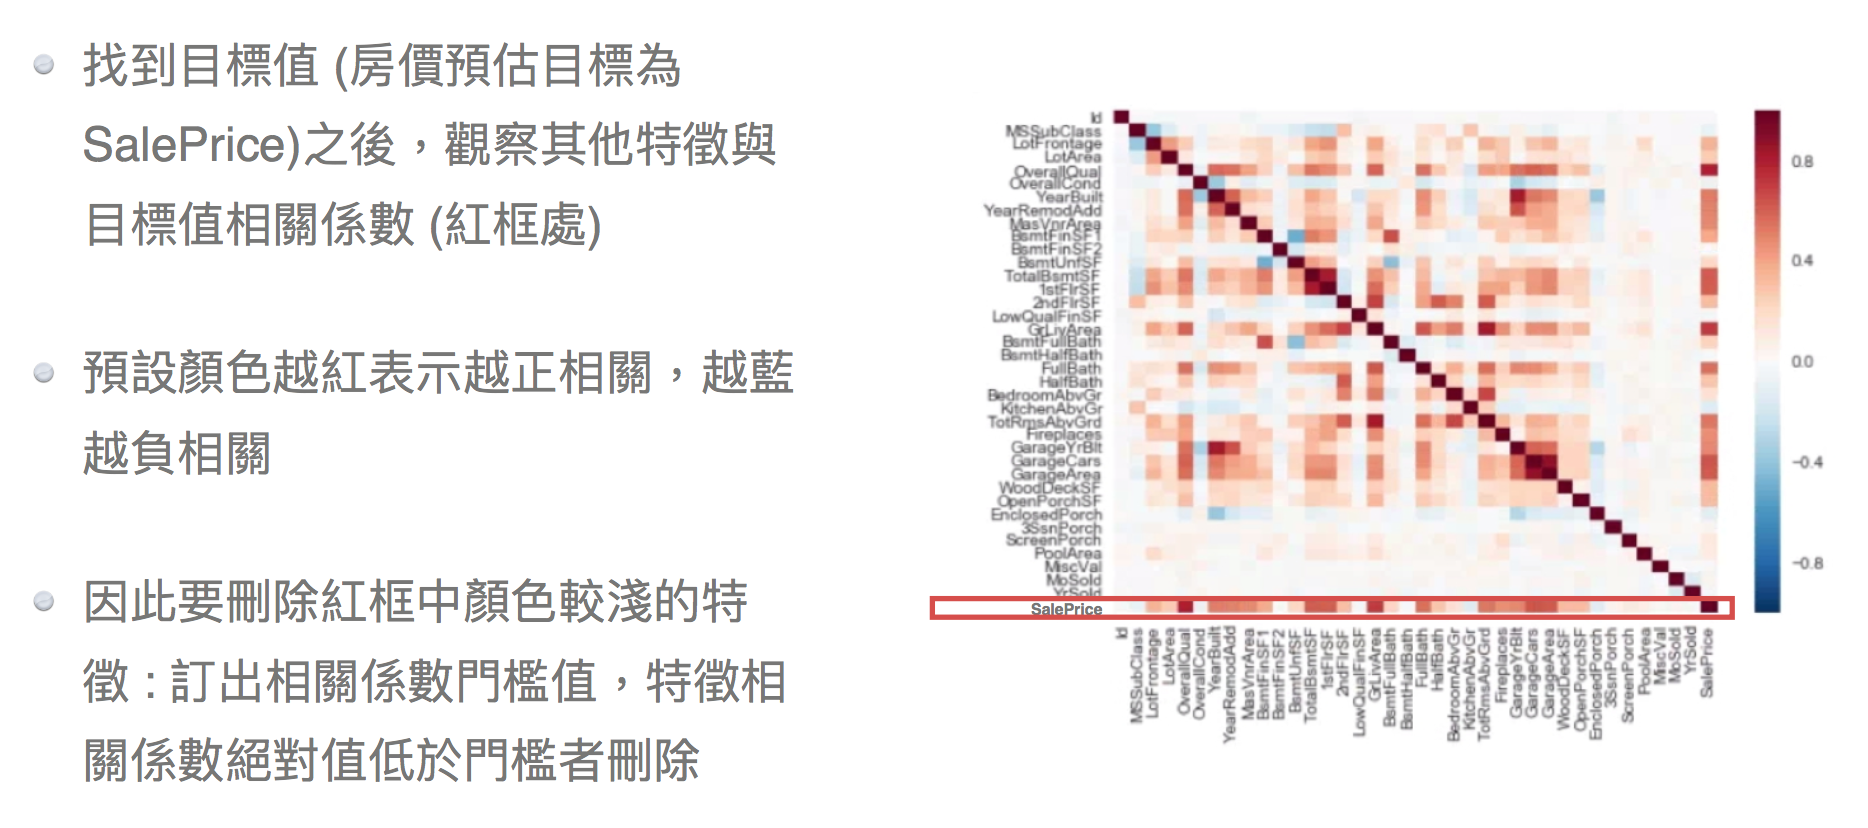 找到目標值 (房價預估目標為
SalePrice)之後，觀察其他特徵與
目標值相關係數 (紅框處)
預設顏色越紅表示越正相關，越藍
越負相關
因此要刪除紅框中顏色較淺的特
徵 : 訂出相關係數門檻值，特徵相
關係數絕對值低於門檻者刪除
Id
MSSubClass
LotFrontage
LotArea
OverallQual
OverallCond
YearBuilt
YearRemodAdd
MasVnrArea
BsmtFinSF1
BsmtFinSF2
BsmtUnfSF
TotalBsmtSF
1stFlrSF
2ndFlrSF
LowQualFinSF
GrLivArea
BsmtFullBath
BsmtHalfBath
FullBath
HalfBath
BedroomAbvGr
KitchenAbvGr
TotRmsAbvGrd
Fireplaces
GarageYrBlt
GarageCars
GarageArea
WoodDeckSF
OpenPorchSF
EnclosedPorch
3SsnPorch
ScreenPorch
PoolArea
MiscVal
MoSold
YrSold
SalePrice
Id
MSSubClass
LotFrontage
LotArea
OverallQual
OverallCond
YearBuilt
YearRemodAdd
MasVnrArea
BsmtFinSF1
BsmtFinSF2
BsmtUnfSF
TotalBsmtSF
1stFlrSF
2ndFlrSF
LowQualFinSF
GrLivArea
BsmtFullBath
BsmtHalfBath
FullBath
HalfBath
BedroomAbvGr
KitchenAbvGr
TotRmsAbvGrd
Fireplaces
GarageYrBlt
GarageCars
GarageArea
WoodDeckSF
OpenPorchSF
EnclosedPorch
3SsnPorch
ScreenPorch
PoolArea
MiscVal
MoSold
YrSold
SalePrice
0.8
0.4
0.0
−0.4
−0.8